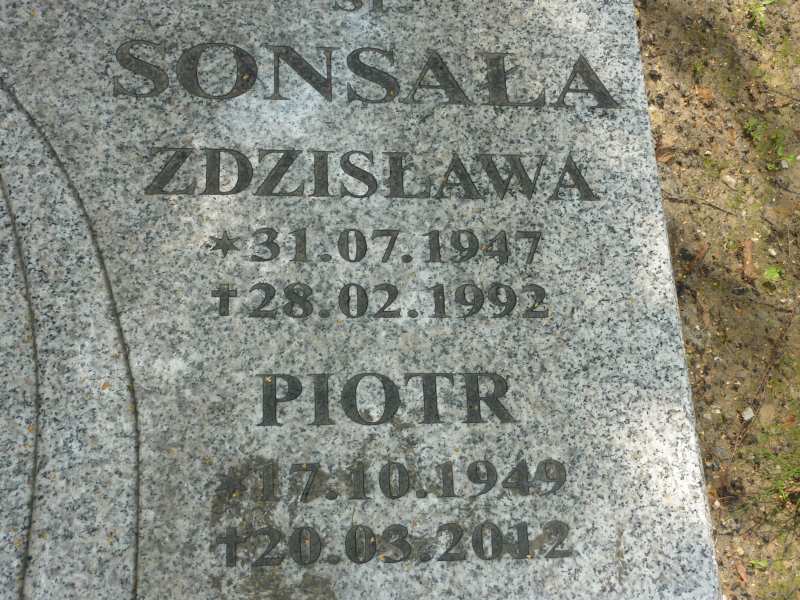 SONSAŁA
ZDZISŁAWA
★31.07.1947
✝28.02.1992
PIOTR
★17.10.1949
✝20.03.2012